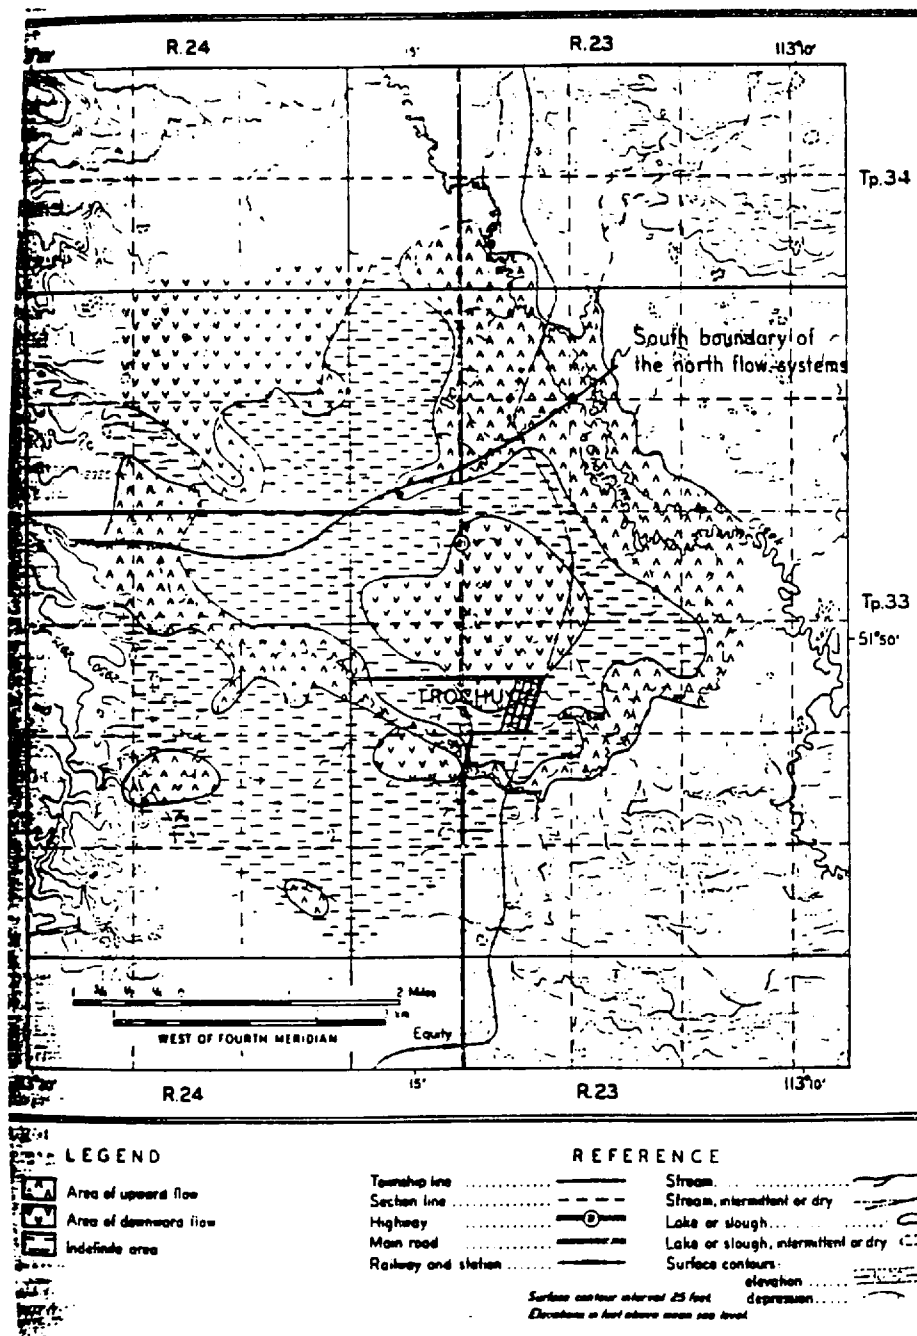 R.24 15' R.23 113°10'
Tp.34
South boundary of
the north flow-systems
Tp.33
51°50'
TROCHU
2 Miles
km
WEST OF FOURTH MERIDIAN
Equity
R.24 15' R.23 113°10'
LEGEND
Area of upward flow
Area of downward flow
Indefinite area
REFERENCE
Township line
Section line
Highway
Main road
Railway and station
Stream
Stream, intermittent or dry
Lake or slough
Lake or slough, intermittent or dry
Surface contours:
elevation
depression
Surface contour interval 25 feet
Elevations in feet above mean sea level